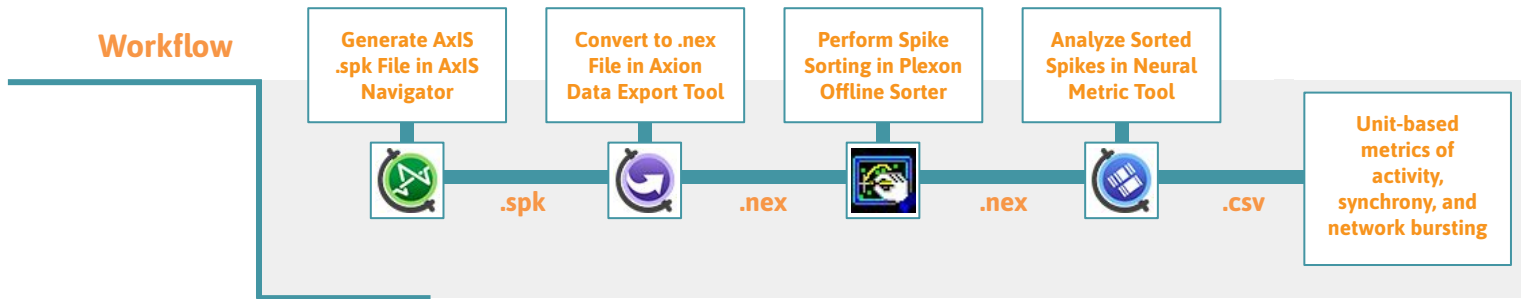 Workflow
Generate AxIS
.spk File in AxIS
Navigator
Convert to .nex
File in Axion
Data Export Tool
Perform Spike
Sorting in Plexon
Offline Sorter
Analyze Sorted
Spikes in Neural
Metric Tool
Unit-based
metrics of
activity,
synchrony, and
network bursting
.spk
.nex
.nex
.csv